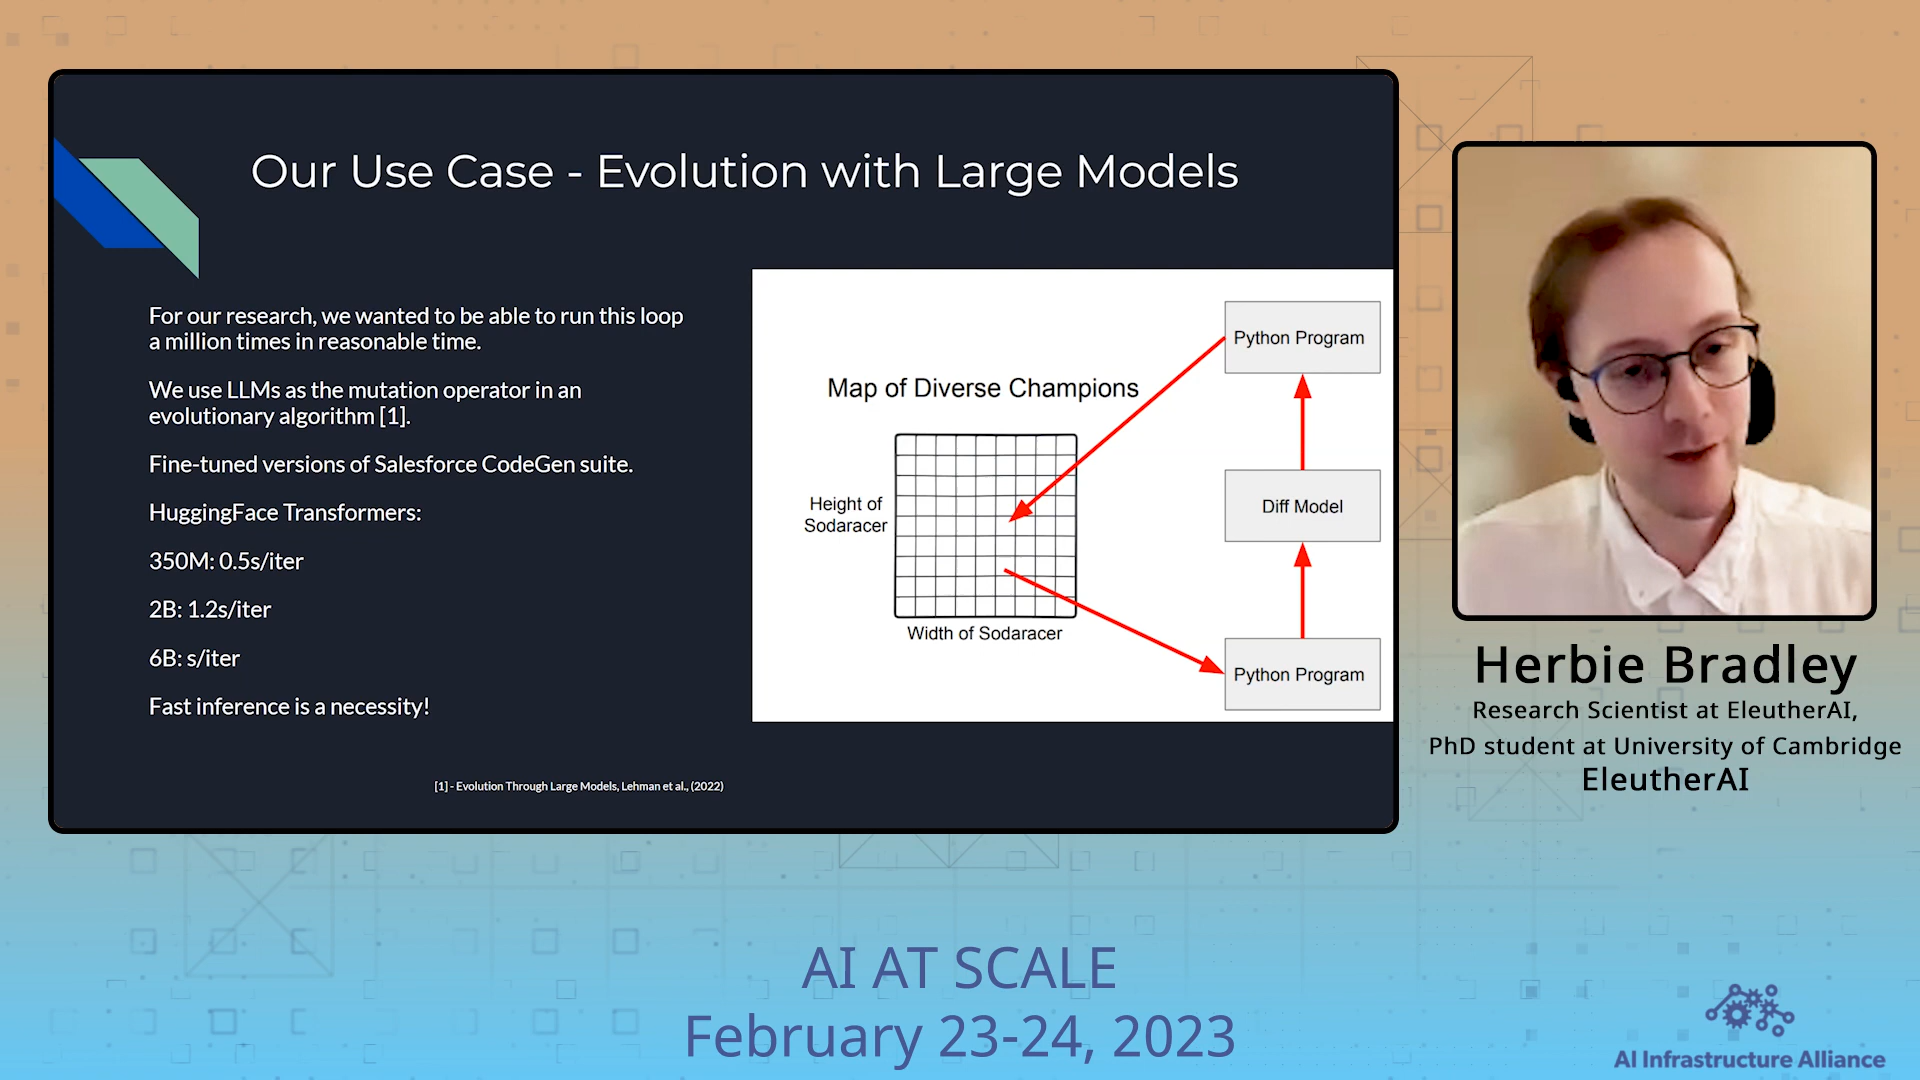 Our Use Case - Evolution with Large Models
For our research, we wanted to be able to run this loop
a million times in reasonable time.
We use LLMs as the mutation operator in an
evolutionary algorithm [1].
Fine-tuned versions of Salesforce CodeGen suite.
HuggingFace Transformers:
350M: 0.5s/iter
2B: 1.2s/iter
6B: s/iter
Fast inference is a necessity!
[1] - Evolution Through Large Models, Lehman et al., (2022)
Map of Diverse Champions
Height of
Sodaracer
Width of Sodaracer
Python Program
Diff Model
Python Program
Herbie Bradley
Research Scientist at EleutherAI,
PhD student at University of Cambridge
EleutherAI
AI AT SCALE
February 23-24, 2023
AI Infrastructure Alliance